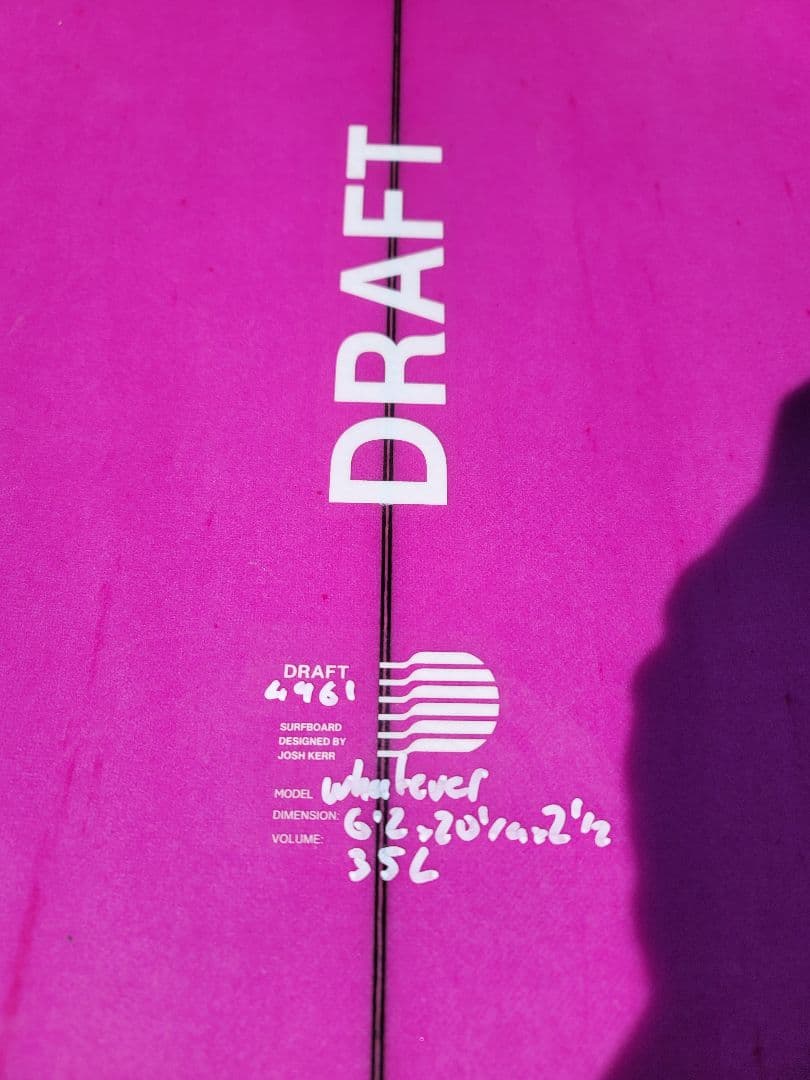 DRAFT
DRAFT
4961
SURFBOARD
DESIGNED BY
JOSH KERR
MODEL whatever
DIMENSION: 6'2 x 20'1/4 x 2'1/2
VOLUME: 35L